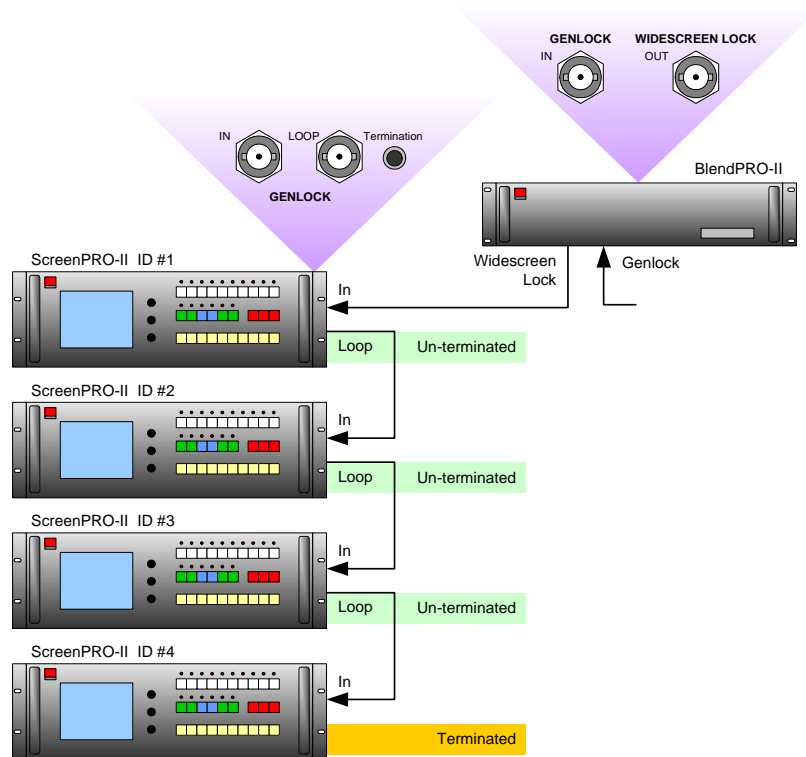 GENLOCK WIDESCREEN LOCK
IN OUT
IN LOOP Termination
GENLOCK
BlendPRO-II
ScreenPRO-II ID #1
Widescreen
Lock
Genlock
In
Loop Un-terminated
ScreenPRO-II ID #2
In
Loop Un-terminated
ScreenPRO-II ID #3
In
Loop Un-terminated
ScreenPRO-II ID #4
In
Terminated